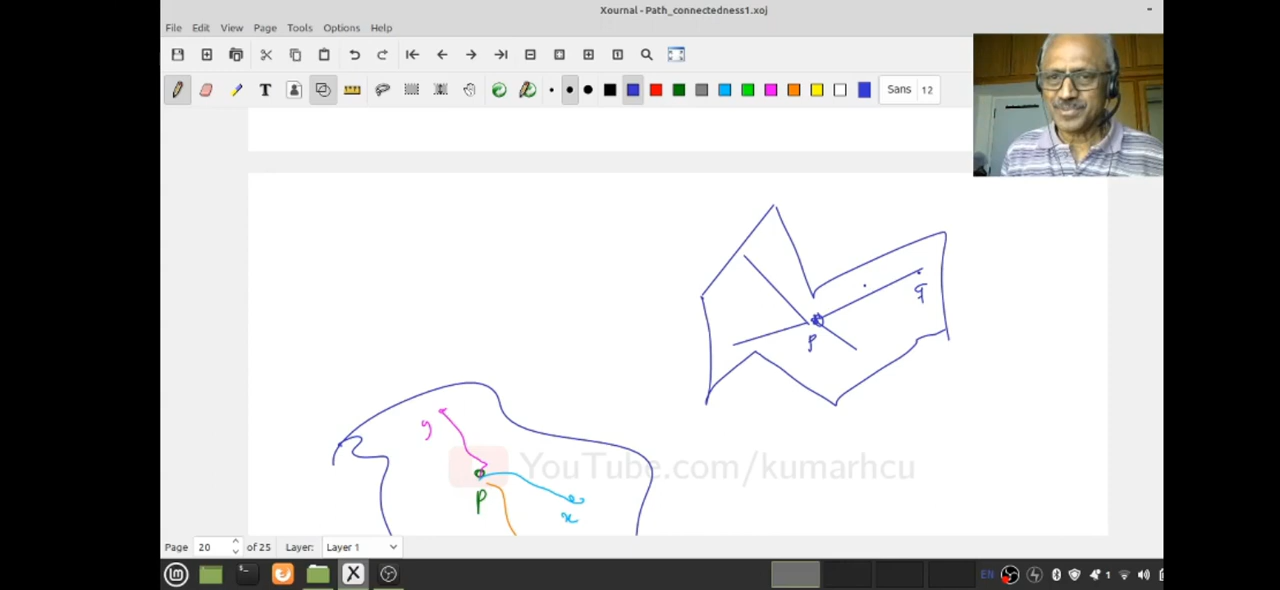 Xournal - Path_connectedness1.xoj
File Edit View Page Tools Options Help
T Sans 12
q
p
y
YouTube.com/kumarhcu
p
x
Page 20 of 25 Layer: Layer 1
EN 1